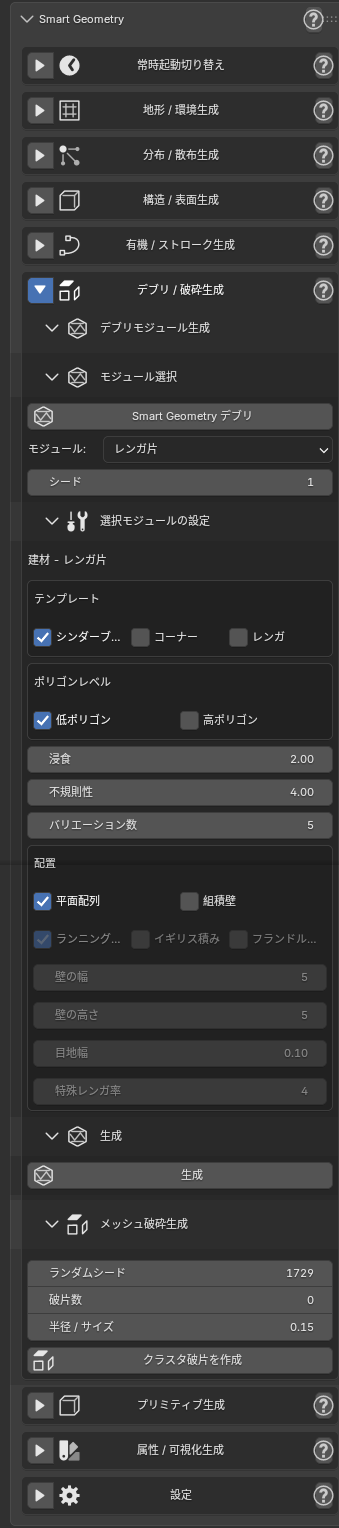 Smart Geometry
常時起動切り替え
地形 / 環境生成
分布 / 散布生成
構造 / 表面生成
有機 / ストローク生成
デブリ / 破砕生成
デブリモジュール生成
モジュール選択
Smart Geometry デブリ
モジュール: レンガ片
シード 1
選択モジュールの設定
建材 - レンガ片
テンプレート
シンダーブ... コーナー レンガ
ポリゴンレベル
低ポリゴン 高ポリゴン
浸食 2.00
不規則性 4.00
バリエーション数 5
配置
平面配列 組積壁
ランニング... イギリス積み フランドル...
壁の幅 5
壁の高さ 5
目地幅 0.10
特殊レンガ率 4
生成
生成
メッシュ破砕生成
ランダムシード 1729
破片数 0
半径 / サイズ 0.15
クラスタ破片を作成
プリミティブ生成
属性 / 可視化生成
設定